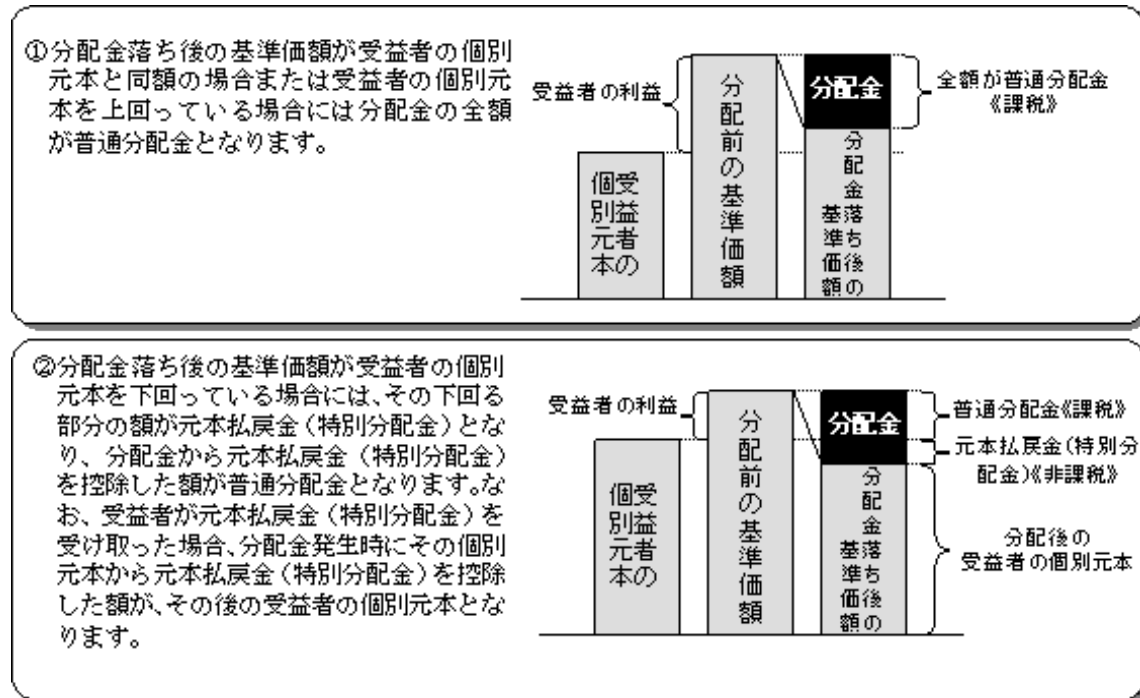 ①分配金落ち後の基準価額が受益者の個別
元本と同額の場合または受益者の個別元
本を上回っている場合には分配金の全額
が普通分配金となります。
受益者の利益
受益者の
個別元本
分配前の基準価額
分配金
分配金落ち後の
基準価額
全額が普通分配金
《課税》
②分配金落ち後の基準価額が受益者の個別
元本を下回っている場合には、その下回る
部分の額が元本払戻金(特別分配金)とな
り、分配金から元本払戻金(特別分配金)
を控除した額が普通分配金となります。な
お、受益者が元本払戻金(特別分配金)を
受け取った場合、分配金発生時にその個別
元本から元本払戻金(特別分配金)を控除
した額が、その後の受益者の個別元本とな
ります。
受益者の利益
受益者の
個別元本
分配前の基準価額
分配金
分配金落ち後の
基準価額
普通分配金《課税》
元本払戻金(特別分
配金)《非課税》
分配後の
受益者の個別元本